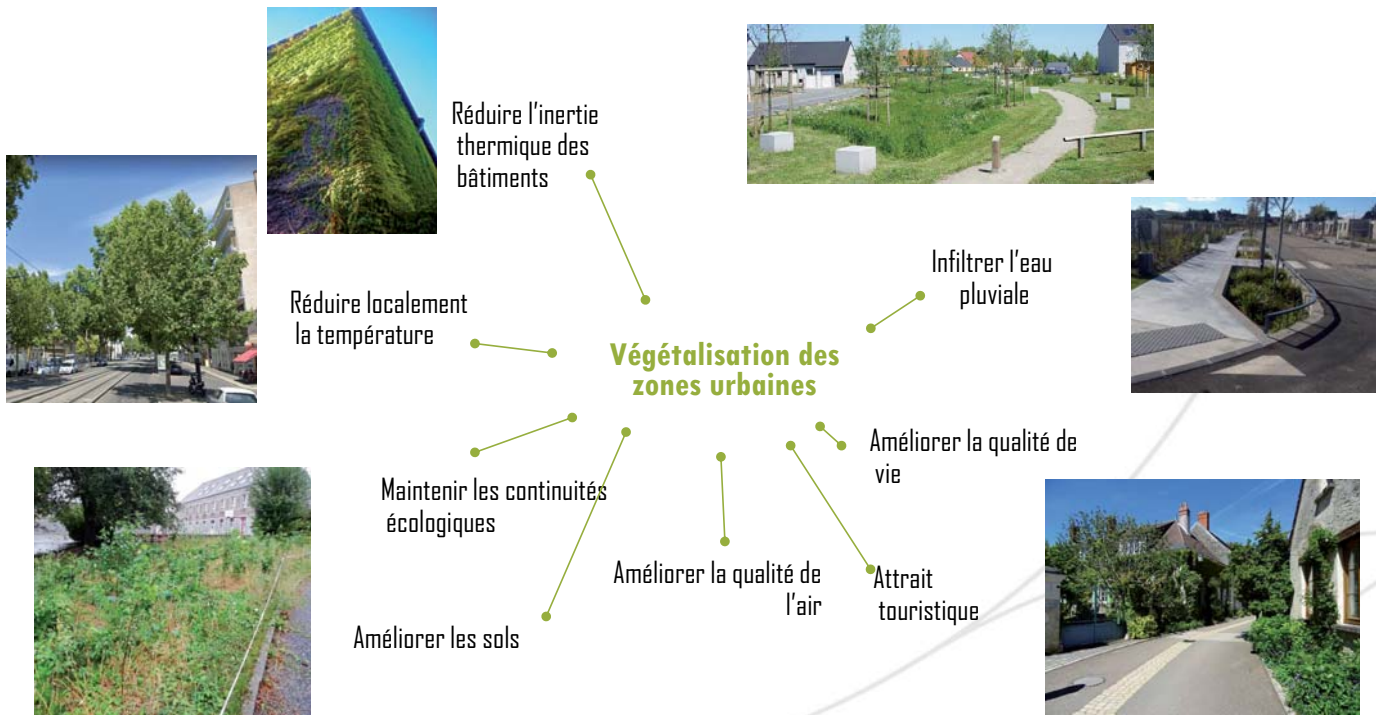 Réduire l'inertie
thermique des
bâtiments
Infiltrer l'eau
pluviale
Réduire localement
la température
Végétalisation des
zones urbaines
Améliorer la qualité de
vie
Maintenir les continuités
écologiques
Améliorer la qualité de
l'air
Attrait
touristique
Améliorer les sols